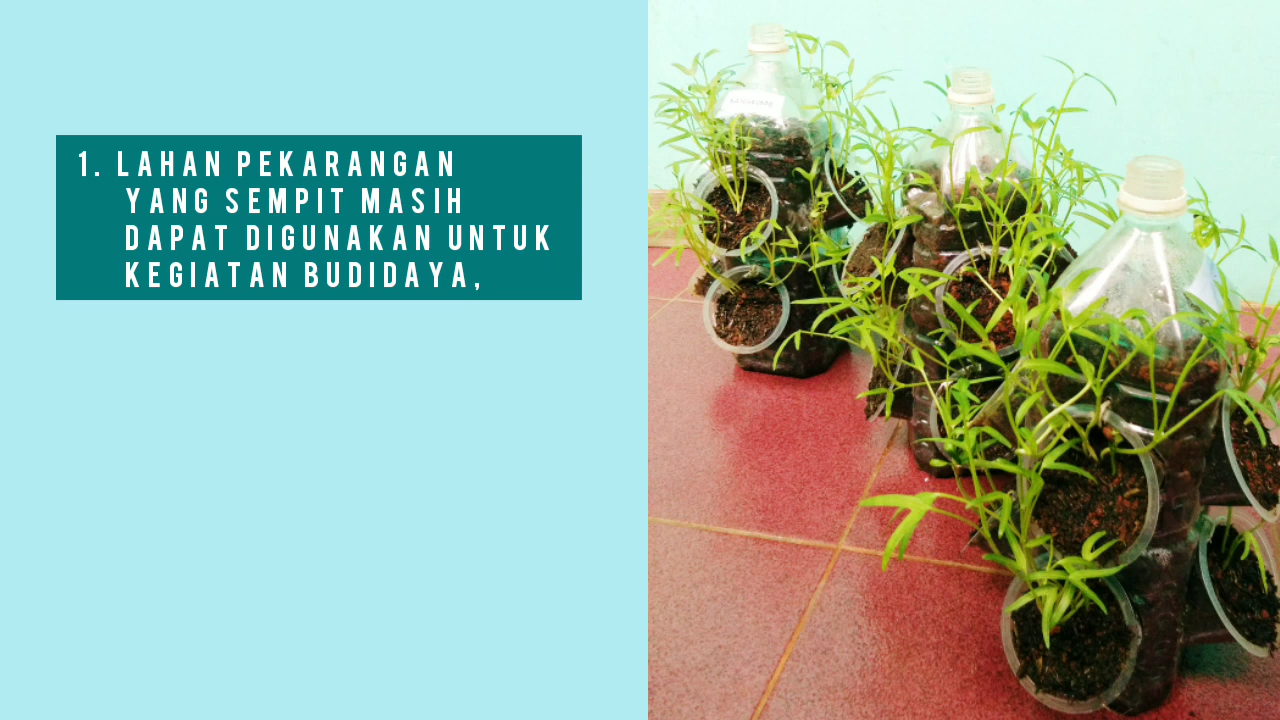 1. LAHAN PEKARANGAN
YANG SEMPIT MASIH
DAPAT DIGUNAKAN UNTUK
KEGIATAN BUDIDAYA,